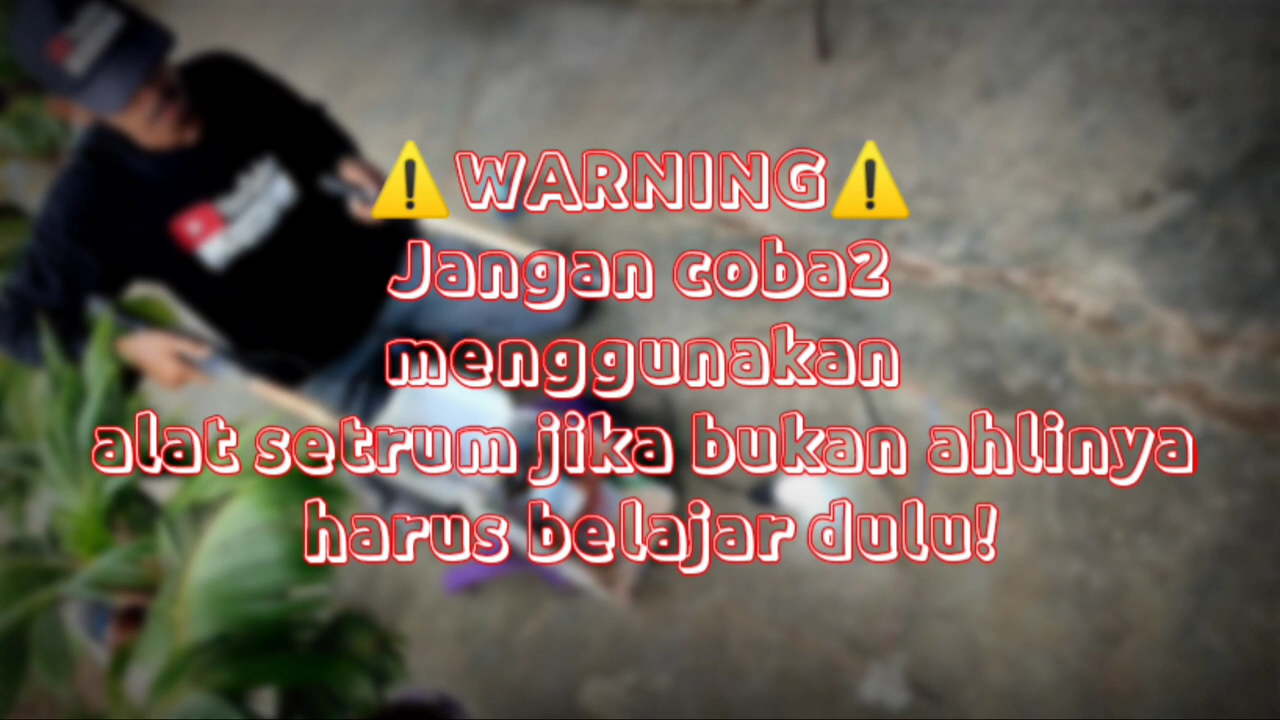 ⚠️WARNING⚠️
Jangan coba2
menggunakan
alat setrum jika bukan ahlinya
harus belajar dulu!